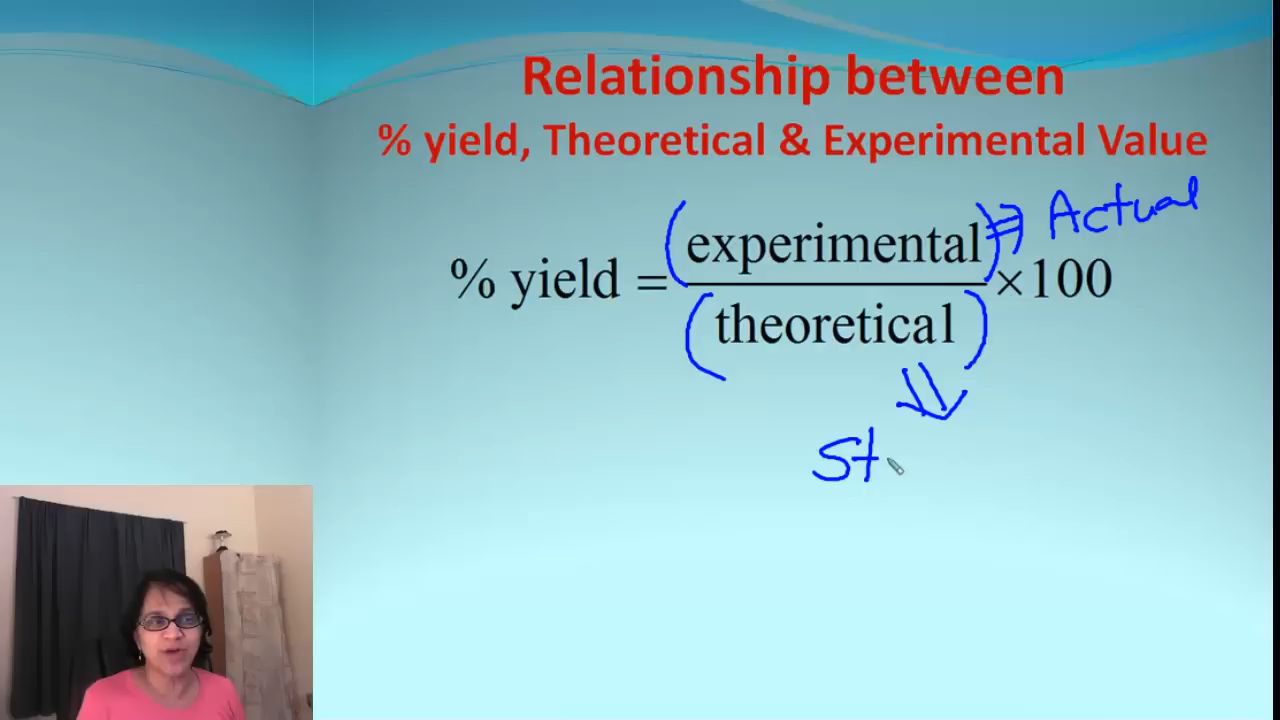 Relationship between
% yield, Theoretical & Experimental Value
% yield = (experimental) / (theoretical) ×100
⇒ Actual
St